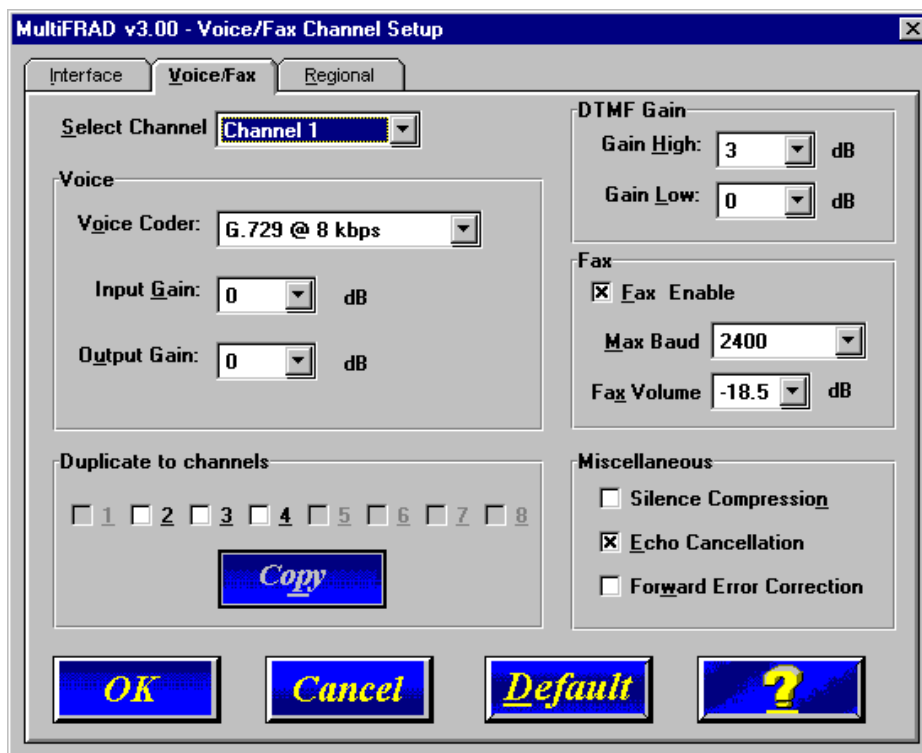 MultiFRAD v3.00 - Voice/Fax Channel Setup
Interface Voice/Fax Regional
Select Channel Channel 1
Voice
Voice Coder: G.729 @ 8 kbps
Input Gain: 0 dB
Output Gain: 0 dB
Duplicate to channels
1 2 3 4 5 6 7 8
Copy
DTMF Gain
Gain High: 3 dB
Gain Low: 0 dB
Fax
Fax Enable
Max Baud 2400
Fax Volume -18.5 dB
Miscellaneous
Silence Compression
Echo Cancellation
Forward Error Correction
OK Cancel Default ?